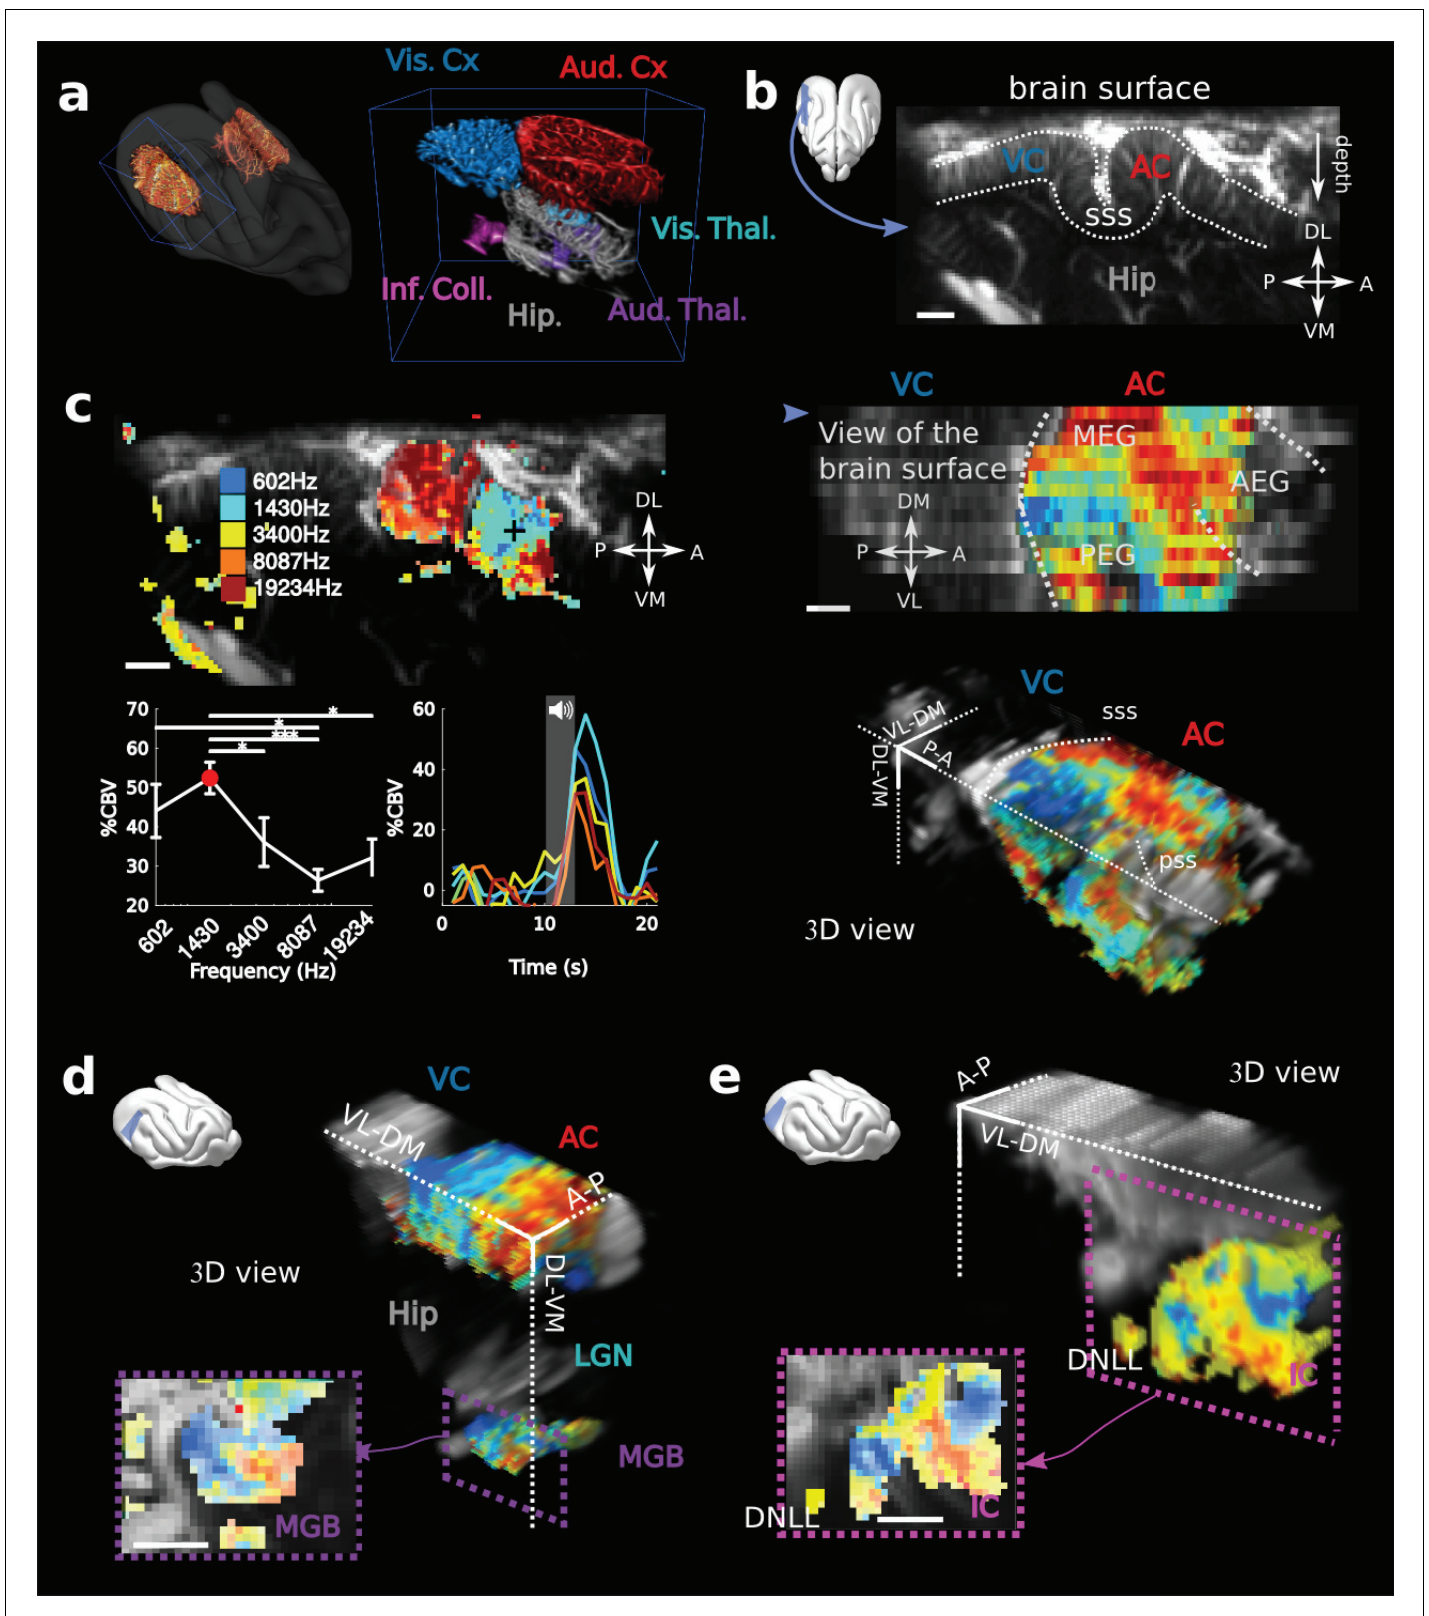 a
Vis. Cx
Aud. Cx
Vis. Thal.
Inf. Coll.
Hip.
Aud. Thal.
b
brain surface
VC
AC
depth
SSS
Hip
DL
P
A
VM
c
602Hz
1430Hz
3400Hz
8087Hz
19234Hz
DL
P
A
VM
VC
AC
View of the
brain surface
MEG
AEG
PEG
DM
P
A
VL
%CBV
70
60
50
40
30
20
*
*
***
*
602
1430
3400
8087
19234
Frequency (Hz)
%CBV
60
40
20
0
0
10
20
Time (s)
VC
sss
AC
VL-DM
P-A
DL-VM
pss
3D view
d
VC
VL-DM
AC
A-P
3D view
DL-VM
Hip
LGN
MGB
MGB
e
A-P
3D view
VL-DM
DNLL
IC
DNLL
IC